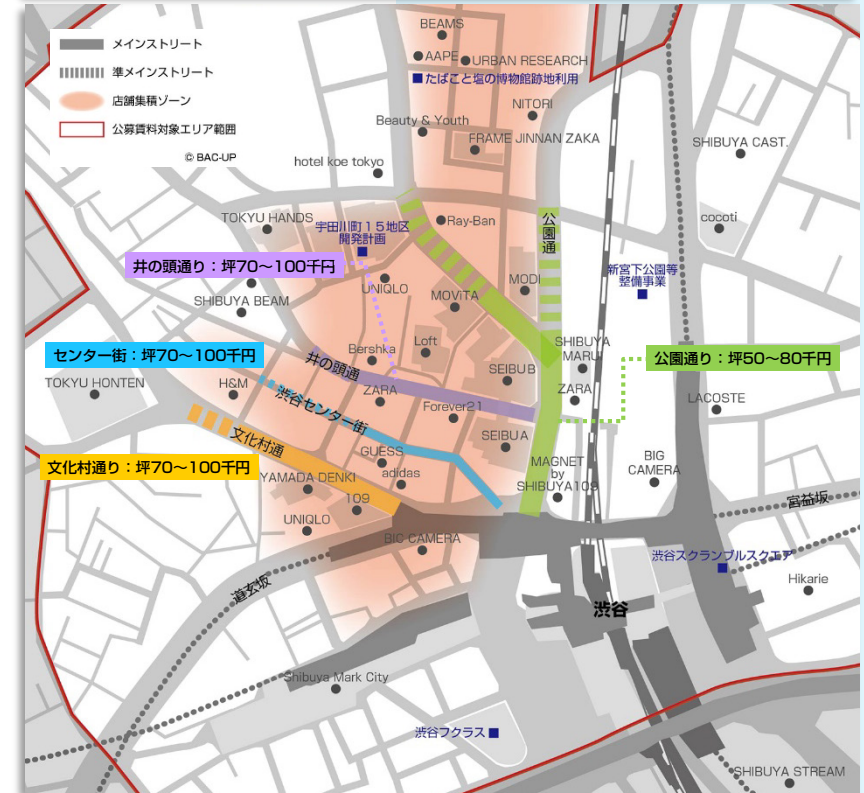 メインストリート
準メインストリート
店舗集積ゾーン
公募賃料対象エリア範囲
© BAC-UP
BEAMS
AAPE
URBAN RESEARCH
たばこと塩の博物館跡地利用
NITORI
Beauty & Youth
FRAME JINNAN ZAKA
SHIBUYA CAST.
hotel koe tokyo
TOKYU HANDS
宇田川町15地区
開発計画
Ray-Ban
公園通
cocoti
井の頭通り：坪70～100千円
新宮下公園等
整備事業
SHIBUYA BEAM
UNIQLO
MOViTA
MODI
センター街：坪70～100千円
Bershka
Loft
SHIBUYA
MARUI
公園通り：坪50～80千円
井の頭通
SEIBU B
TOKYU HONTEN
H&M
ZARA
ZARA
LACOSTE
渋谷センター街
Forever21
文化村通
SEIBU A
文化村通り：坪70～100千円
GUESS
adidas
MAGNET
by
SHIBUYA109
BIG
CAMERA
YAMADA DENKI
109
宮益坂
UNIQLO
BIC CAMERA
渋谷スクランブルスクエア
道玄坂
Hikarie
渋谷
Shibuya Mark City
渋谷フクラス
SHIBUYA STREAM